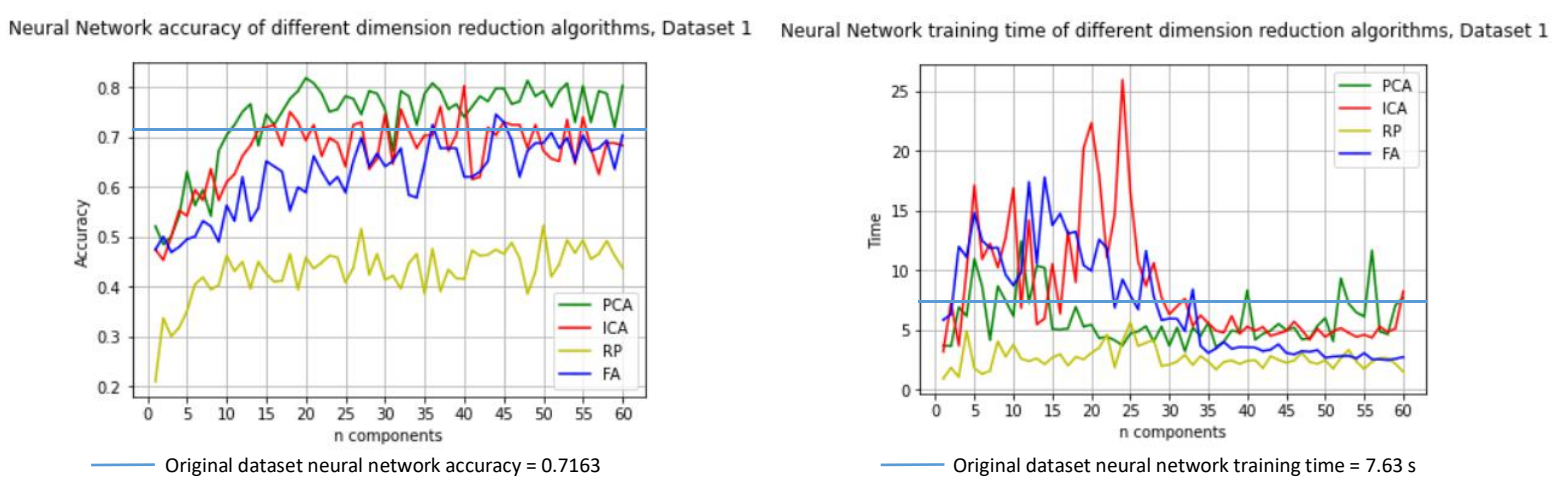 Neural Network accuracy of different dimension reduction algorithms, Dataset 1
0.8
0.7
0.6
0.5
0.4
0.3
0.2
Accuracy
PCA
ICA
RP
FA
0 5 10 15 20 25 30 35 40 45 50 55 60
n components
Original dataset neural network accuracy = 0.7163
Neural Network training time of different dimension reduction algorithms, Dataset 1
25
20
15
10
5
0
Time
PCA
ICA
RP
FA
0 5 10 15 20 25 30 35 40 45 50 55 60
n components
Original dataset neural network training time = 7.63 s